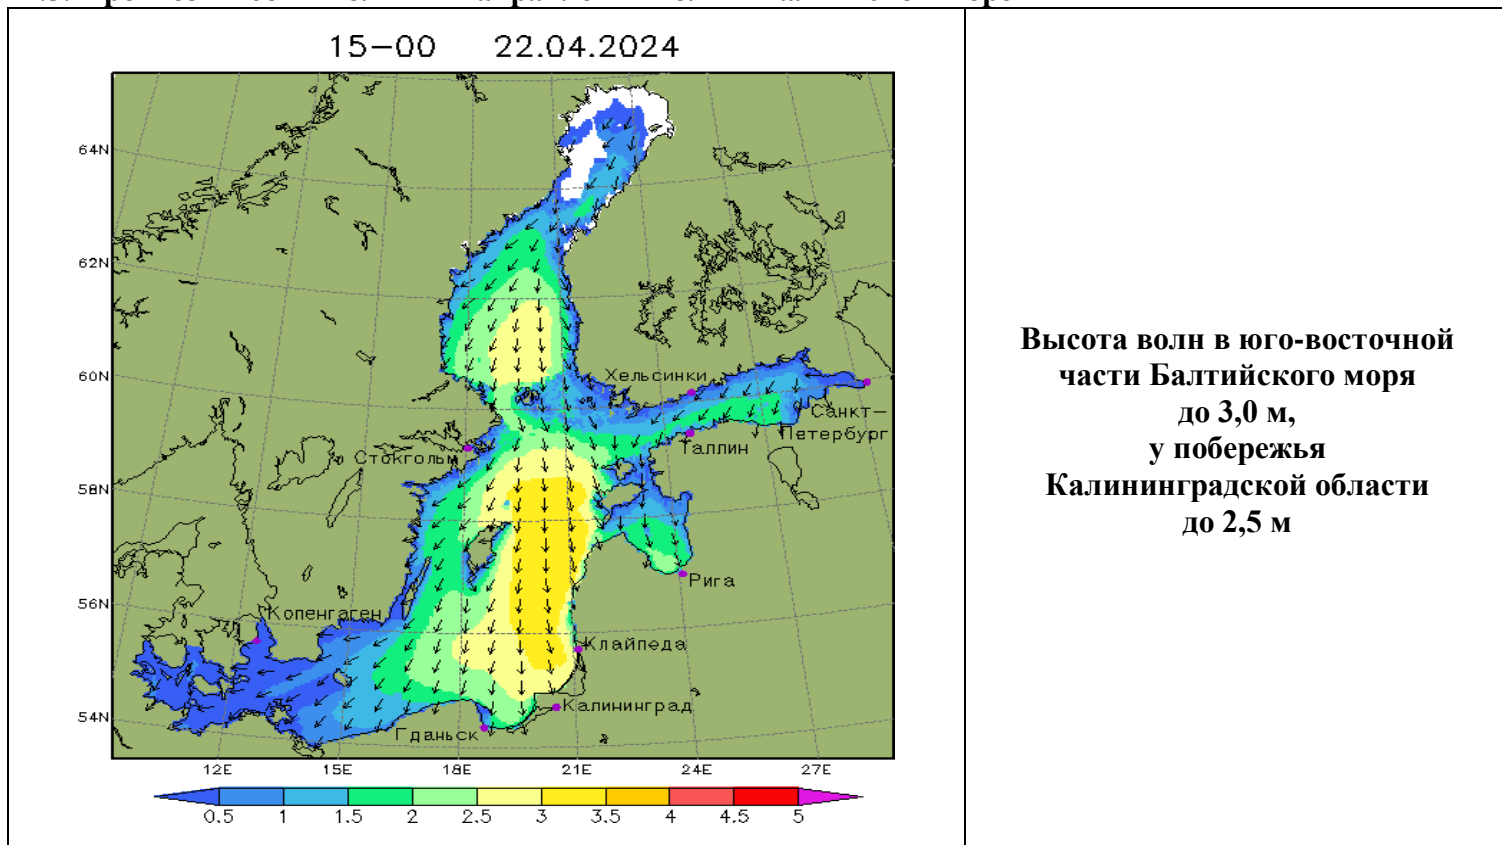 15-00 22.04.2024
64N
62N
60N
58N
56N
54N
Хельсинки
Санкт-
Петербург
Таллин
Стокгольм
Рига
Копенгаген
Клайпеда
Калининград
Гданьск
12E 15E 18E 21E 24E 27E
0.5 1 1.5 2 2.5 3 3.5 4 4.5 5
Высота волн в юго-восточной
части Балтийского моря
до 3,0 м,
у побережья
Калининградской области
до 2,5 м